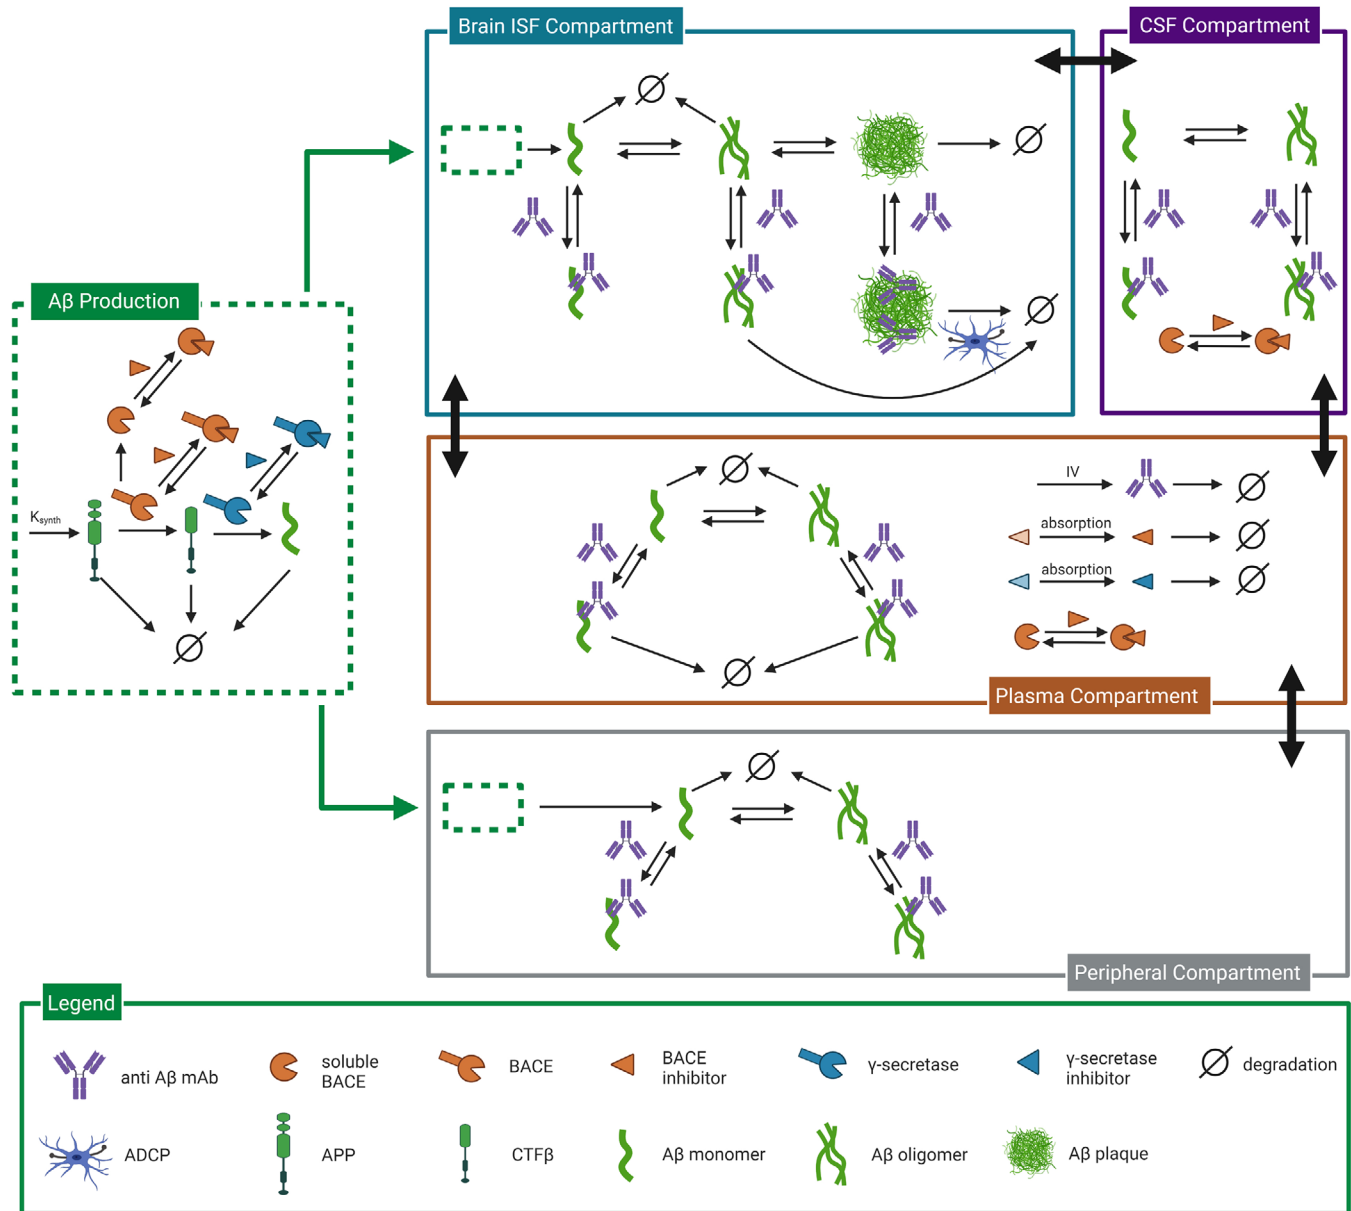 Brain ISF Compartment
CSF Compartment
Aβ Production
Ksynth
IV
absorption
absorption
Plasma Compartment
Peripheral Compartment
Legend
anti Aβ mAb
soluble
BACE
BACE
BACE
inhibitor
γ-secretase
γ-secretase
inhibitor
degradation
ADCP
APP
CTFβ
Aβ monomer
Aβ oligomer
Aβ plaque